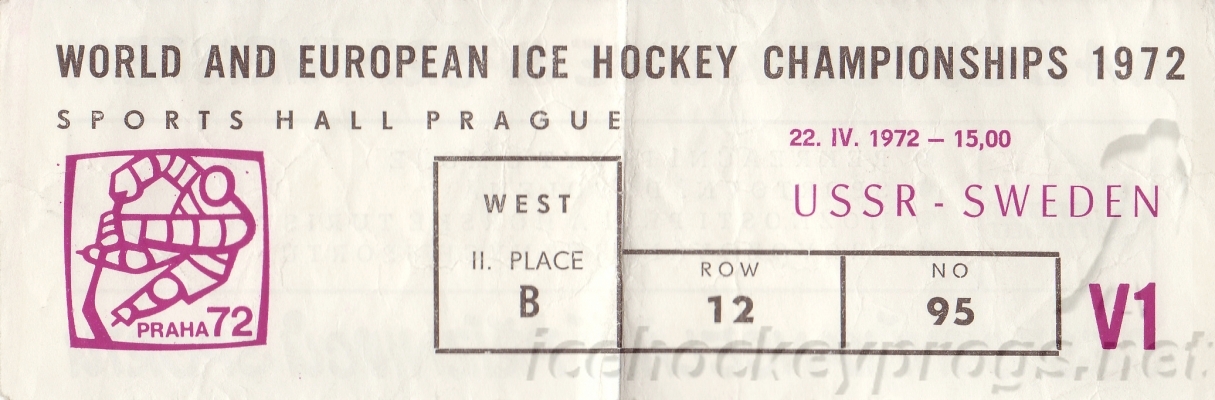 WORLD AND EUROPEAN ICE HOCKEY CHAMPIONSHIPS 1972
SPORTS HALL PRAGUE
22. IV. 1972 – 15,00
USSR - SWEDEN
WEST
II. PLACE
B
ROW
12
NO
95
V1
PRAHA 72
icehockeyprogs.net